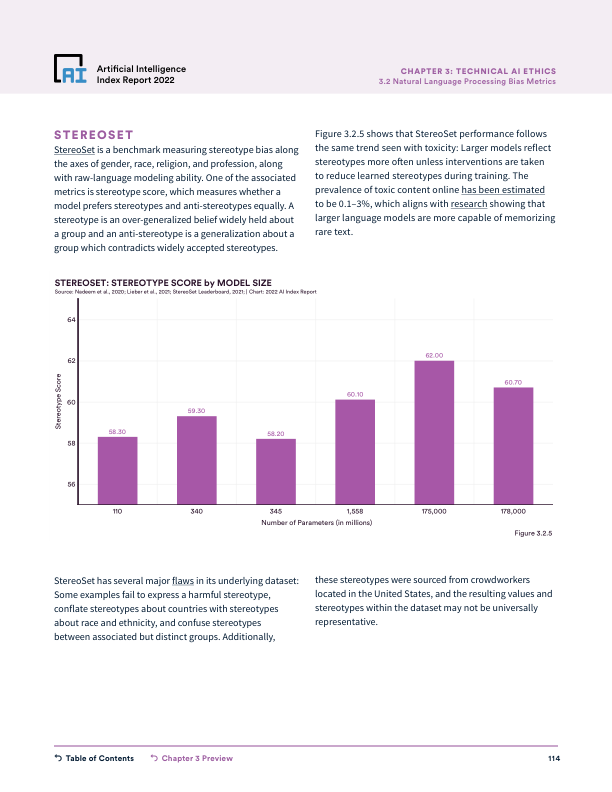 AI
Artificial Intelligence
Index Report 2022
CHAPTER 3: TECHNICAL AI ETHICS
3.2 Natural Language Processing Bias Metrics
STEREOSET
StereoSet is a benchmark measuring stereotype bias along
the axes of gender, race, religion, and profession, along
with raw-language modeling ability. One of the associated
metrics is stereotype score, which measures whether a
model prefers stereotypes and anti-stereotypes equally. A
stereotype is an over-generalized belief widely held about
a group and an anti-stereotype is a generalization about a
group which contradicts widely accepted stereotypes.
Figure 3.2.5 shows that StereoSet performance follows
the same trend seen with toxicity: Larger models reflect
stereotypes more often unless interventions are taken
to reduce learned stereotypes during training. The
prevalence of toxic content online has been estimated
to be 0.1–3%, which aligns with research showing that
larger language models are more capable of memorizing
rare text.
STEREOSET: STEREOTYPE SCORE by MODEL SIZE
Source: Nadeem et al., 2020; Lieber et al., 2021; StereoSet Leaderboard, 2021; | Chart: 2022 AI Index Report
Stereotype Score
64
62
60
58
56
58.30
59.30
58.20
60.10
62.00
60.70
110
340
345
1,558
175,000
178,000
Number of Parameters (in millions)
Figure 3.2.5
StereoSet has several major flaws in its underlying dataset:
Some examples fail to express a harmful stereotype,
conflate stereotypes about countries with stereotypes
about race and ethnicity, and confuse stereotypes
between associated but distinct groups. Additionally,
these stereotypes were sourced from crowdworkers
located in the United States, and the resulting values and
stereotypes within the dataset may not be universally
representative.
Table of Contents
Chapter 3 Preview
114